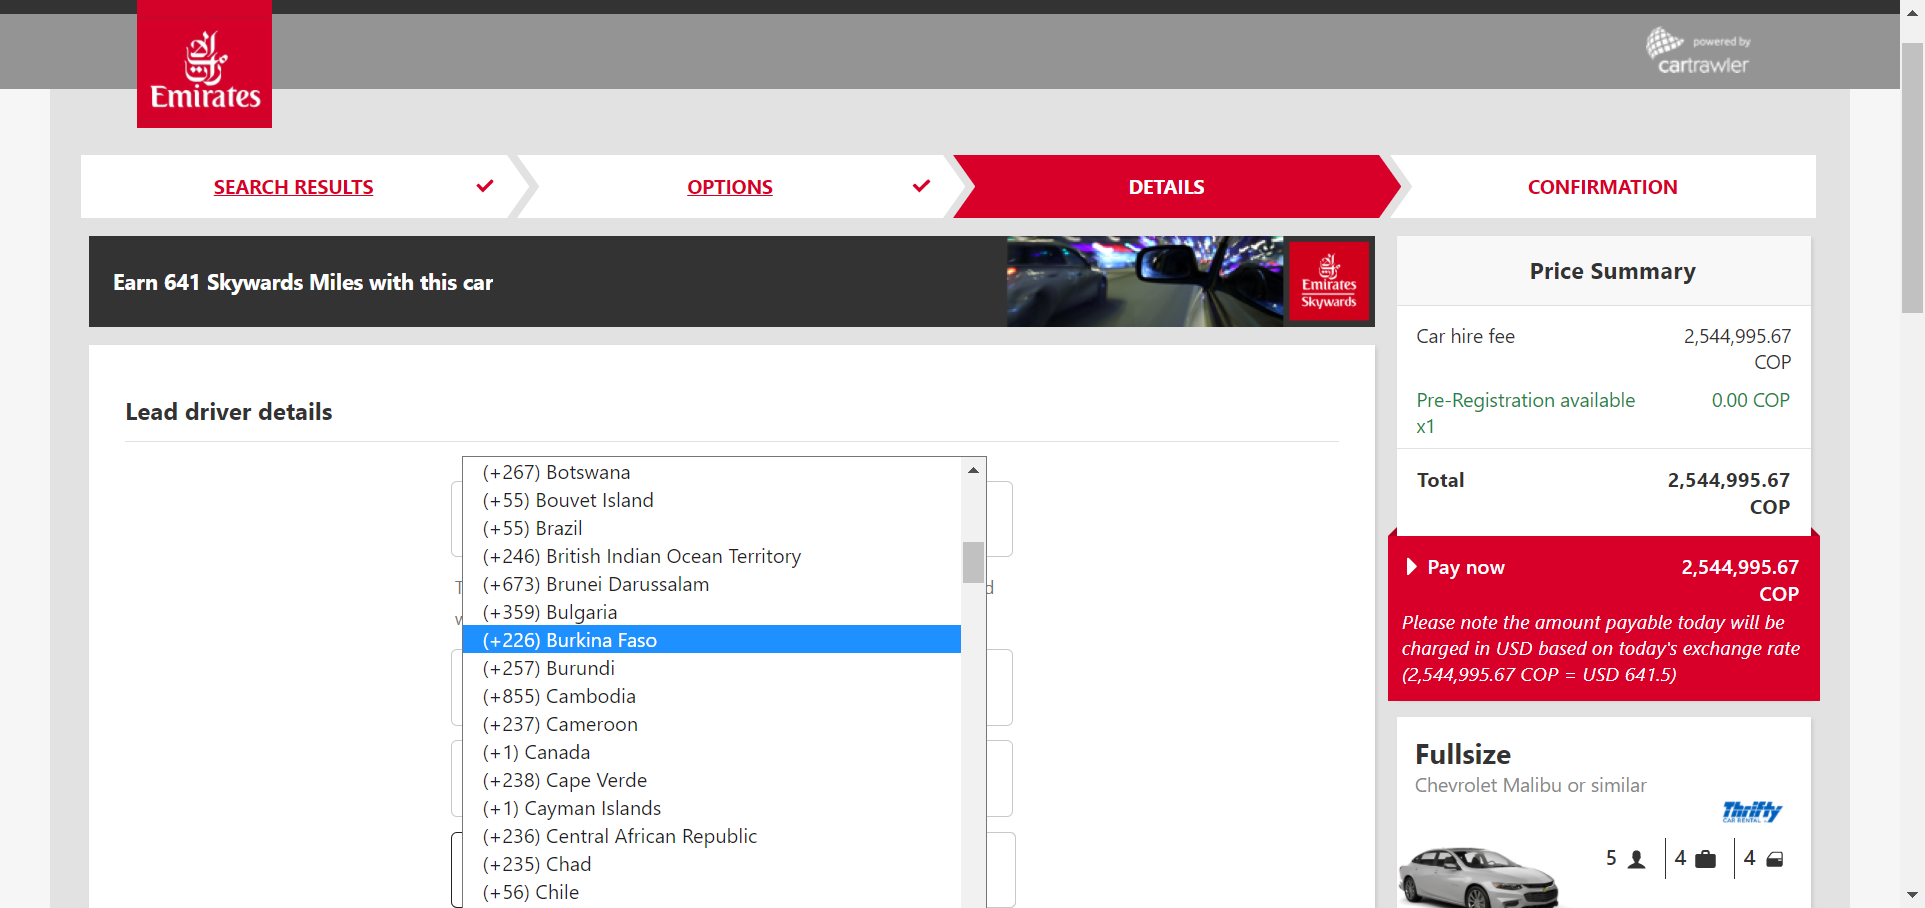 Emirates
powered by
cartrawler
SEARCH RESULTS
OPTIONS
DETAILS
CONFIRMATION
Earn 641 Skywards Miles with this car
Emirates
Skywards
Lead driver details
(+267) Botswana
(+55) Bouvet Island
(+55) Brazil
(+246) British Indian Ocean Territory
(+673) Brunei Darussalam
(+359) Bulgaria
(+226) Burkina Faso
(+257) Burundi
(+855) Cambodia
(+237) Cameroon
(+1) Canada
(+238) Cape Verde
(+1) Cayman Islands
(+236) Central African Republic
(+235) Chad
(+56) Chile
Price Summary
Car hire fee 2,544,995.67
COP
Pre-Registration available 0.00 COP
x1
Total 2,544,995.67
COP
Pay now 2,544,995.67
COP
Please note the amount payable today will be
charged in USD based on today's exchange rate
(2,544,995.67 COP = USD 641.5)
Fullsize
Chevrolet Malibu or similar
Thrifty
CAR RENTAL
5 4 4